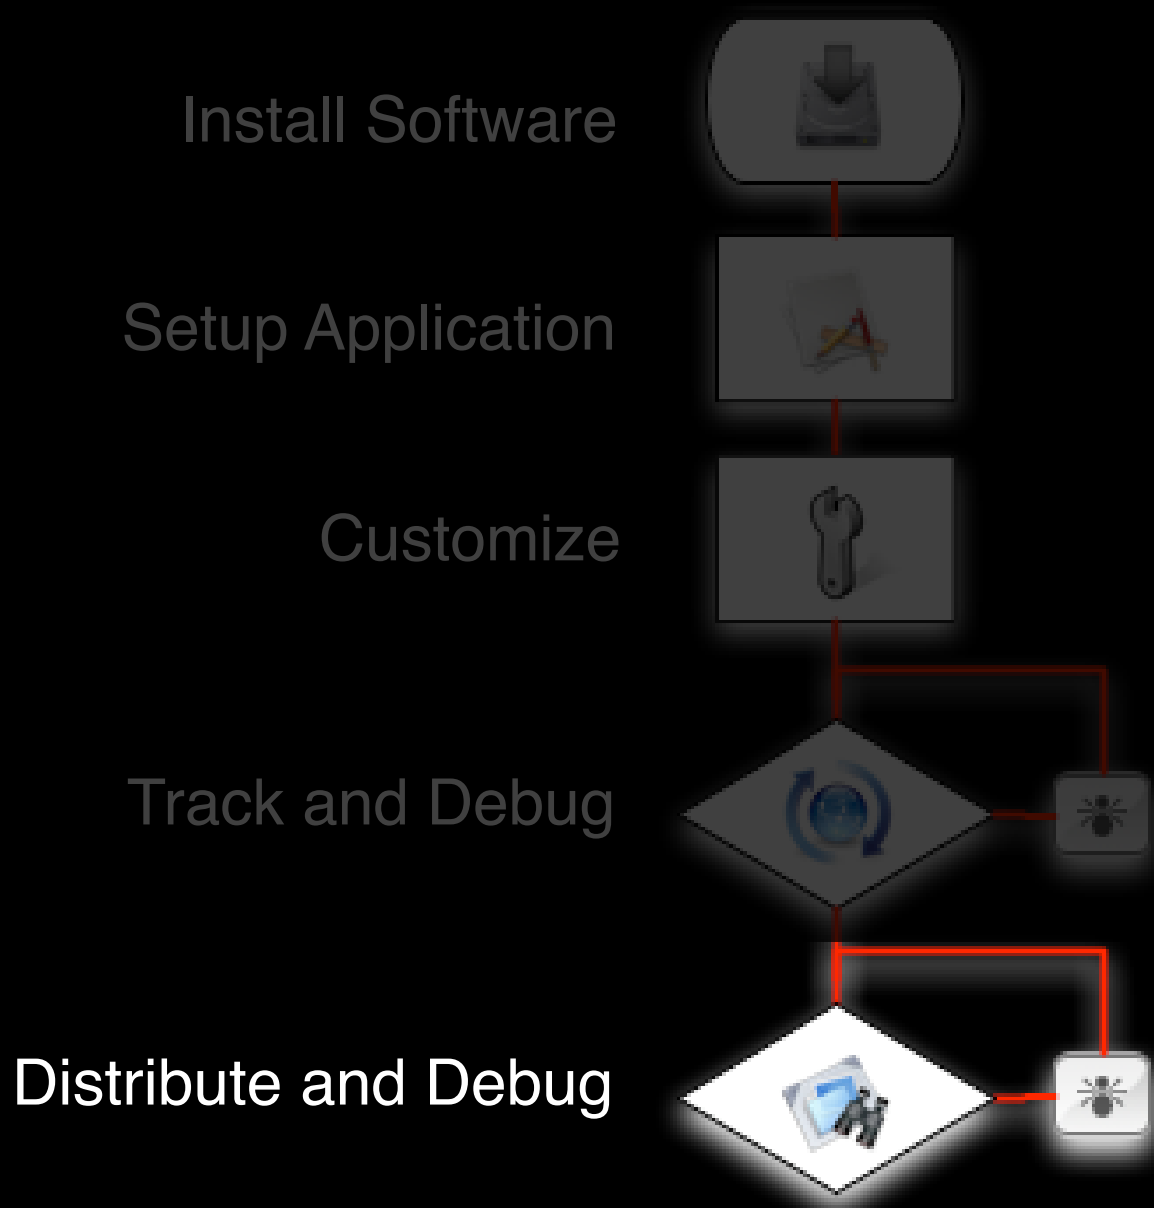 Install Software
Setup Application
Customize
Track and Debug
Distribute and Debug